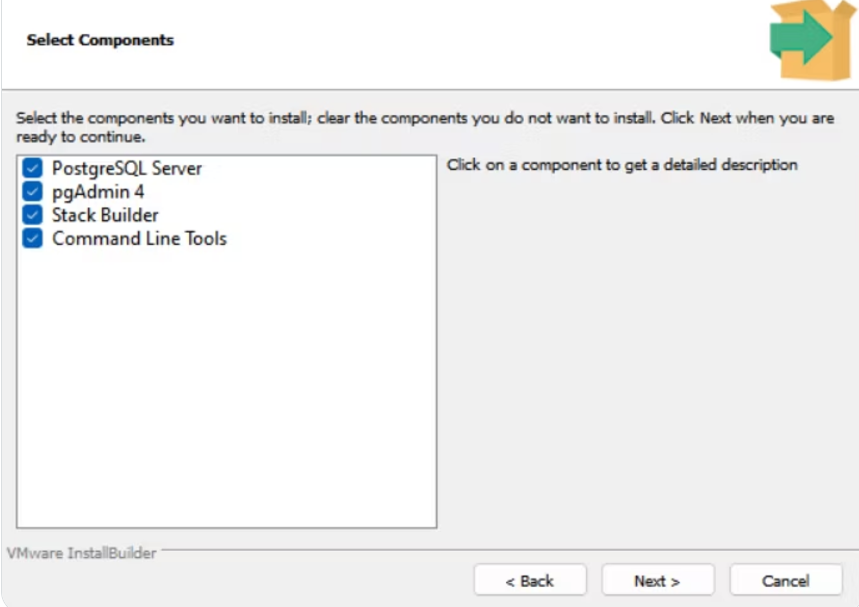 Select Components
Select the components you want to install; clear the components you do not want to install. Click Next when you are
ready to continue.
PostgreSQL Server
pgAdmin 4
Stack Builder
Command Line Tools
Click on a component to get a detailed description
VMware InstallBuilder
< Back
Next >
Cancel